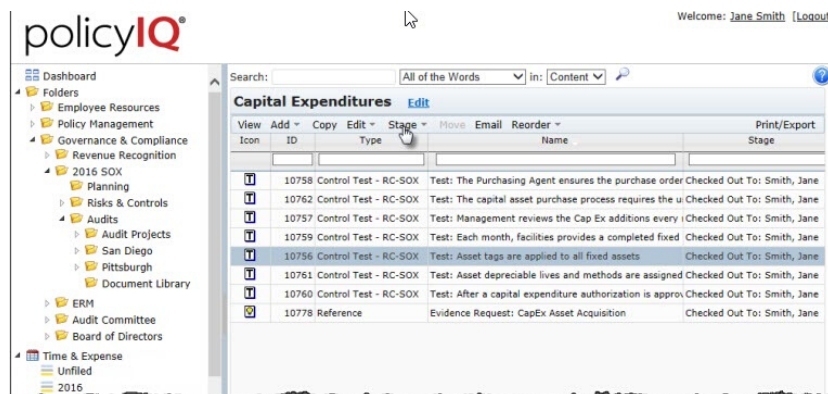 policyIQ®
Welcome: Jane Smith [Logout
Dashboard
Folders
Employee Resources
Policy Management
Governance & Compliance
Revenue Recognition
2016 SOX
Planning
Risks & Controls
Audits
Audit Projects
San Diego
Pittsburgh
Document Library
ERM
Audit Committee
Board of Directors
Time & Expense
Unfiled
2016
Search: All of the Words in: Content ?
Capital Expenditures Edit
View Add Copy Edit Stage Move Email Reorder Print/Export
Icon ID Type Name Stage
T 10758 Control Test - RC-SOX Test: The Purchasing Agent ensures the purchase order Checked Out To: Smith, Jane
T 10762 Control Test - RC-SOX Test: The capital asset purchase process requires the u Checked Out To: Smith, Jane
T 10757 Control Test - RC-SOX Test: Management reviews the Cap Ex additions every Checked Out To: Smith, Jane
T 10759 Control Test - RC-SOX Test: Each month, facilities provides a completed fixed Checked Out To: Smith, Jane
T 10756 Control Test - RC-SOX Test: Asset tags are applied to all fixed assets Checked Out To: Smith, Jane
T 10761 Control Test - RC-SOX Test: Asset depreciable lives and methods are assigned Checked Out To: Smith, Jane
T 10760 Control Test - RC-SOX Test: After a capital expenditure authorization is approv Checked Out To: Smith, Jane
10778 Reference Evidence Request: CapEx Asset Acquisition Checked Out To: Smith, Jane